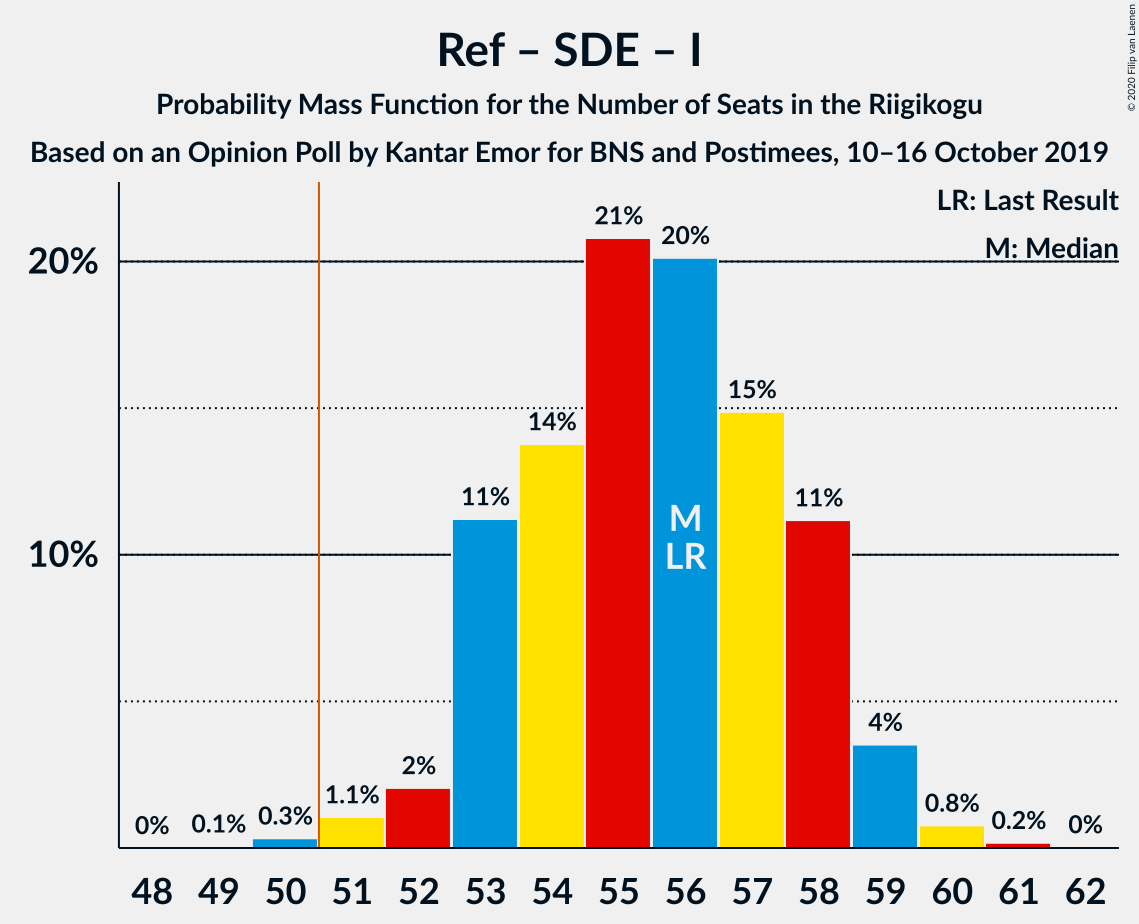 Ref – SDE – I
Probability Mass Function for the Number of Seats in the Riigikogu
Based on an Opinion Poll by Kantar Emor for BNS and Postimees, 10–16 October 2019
© 2020 Filip van Laenen
LR: Last Result
M: Median
20%
10%
0%
0.1%
0.3%
1.1%
2%
11%
14%
21%
20%
15%
11%
4%
0.8%
0.2%
0%
M
LR
48 49 50 51 52 53 54 55 56 57 58 59 60 61 62